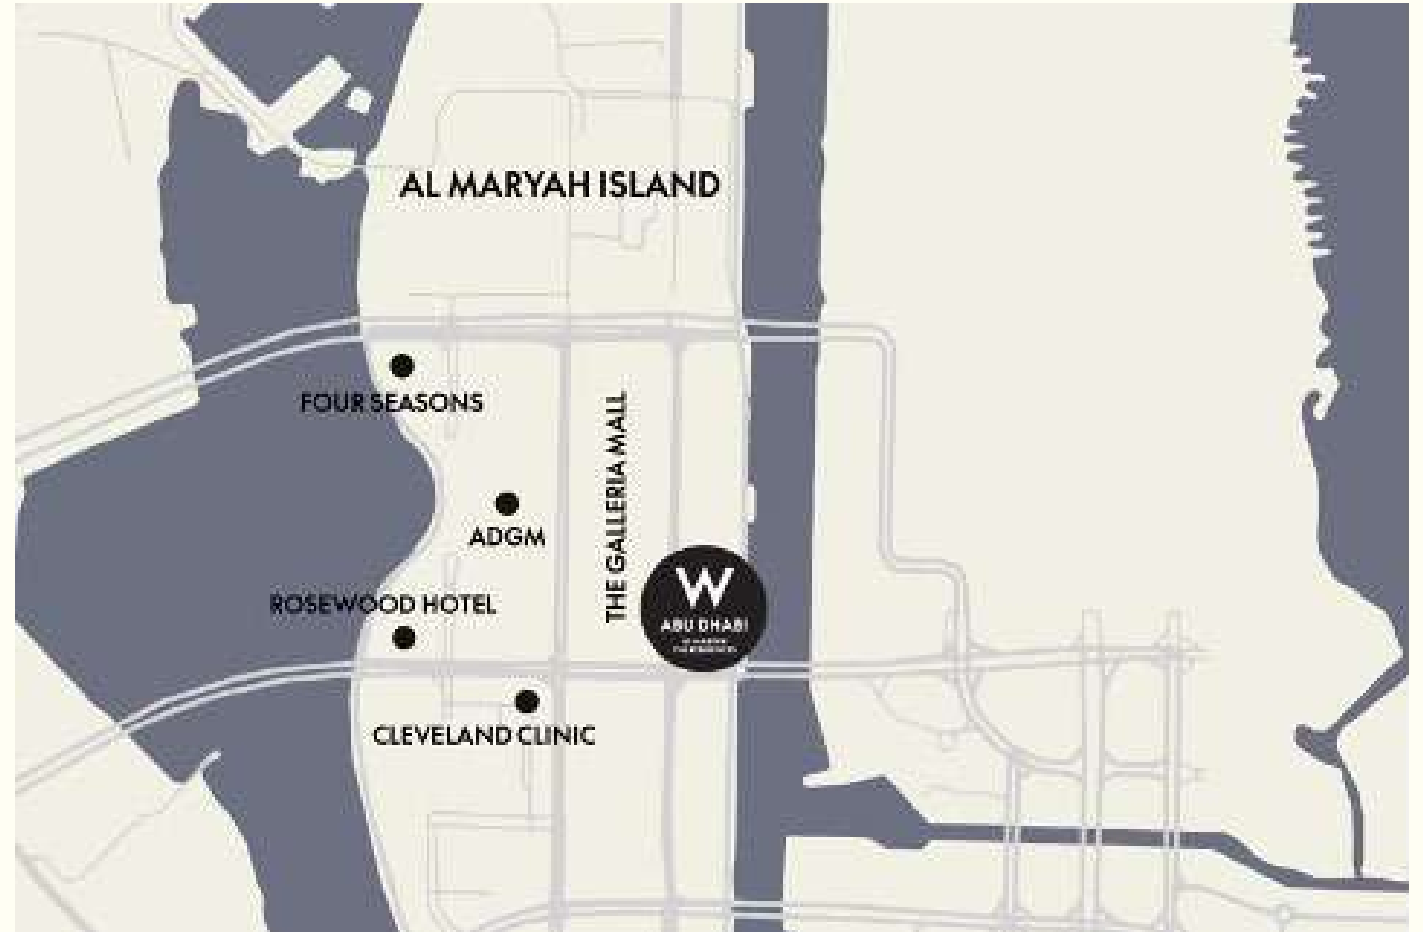 AL MARYAH ISLAND
FOUR SEASONS
THE GALLERIA MALL
ADGM
W
ABU DHABI
ROSEWOOD HOTEL
CLEVELAND CLINIC